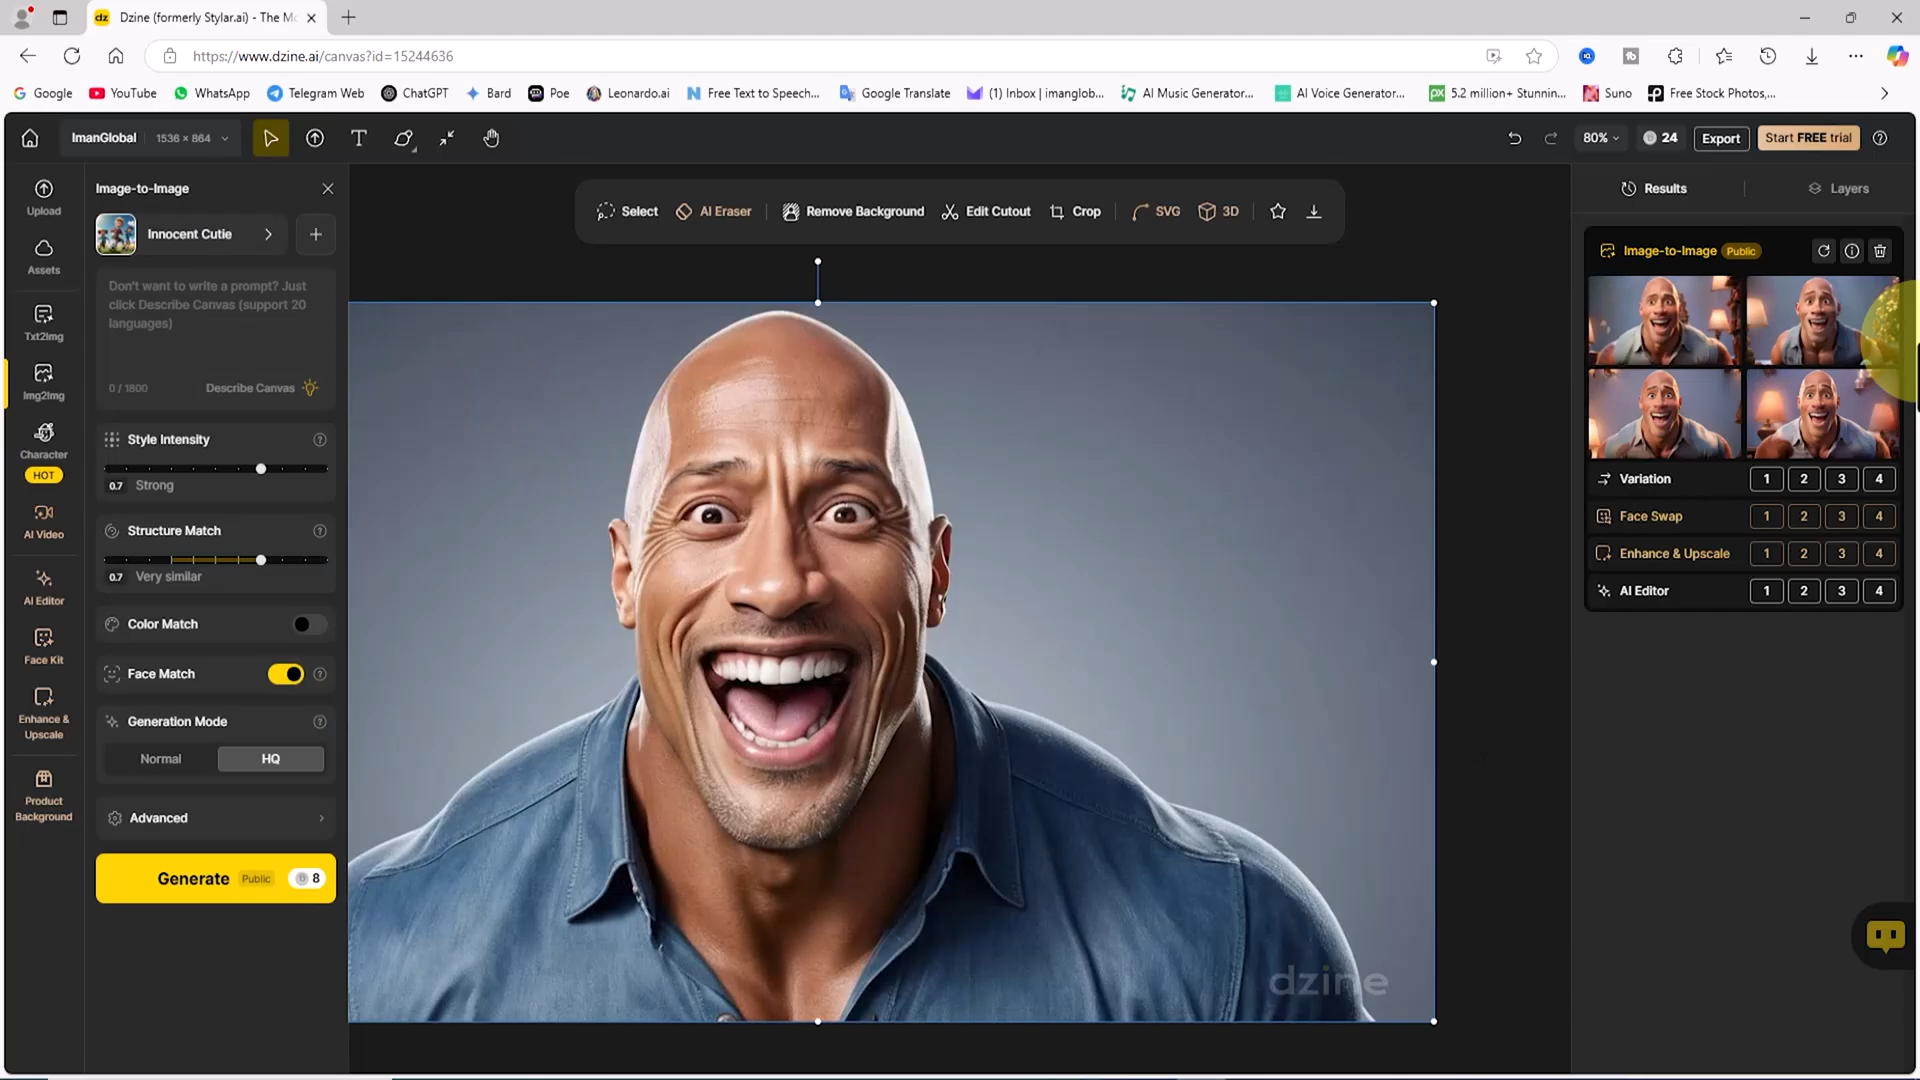 dz Dzine (formerly Stylar.ai) - The Mo
https://www.dzine.ai/canvas?id=15244636
Google YouTube WhatsApp Telegram Web ChatGPT Bard Poe Leonardo.ai Free Text to Speech... Google Translate (1) Inbox | imanglob... AI Music Generator... AI Voice Generator... 5.2 million+ Stunnin... Suno Free Stock Photos,...
ImanGlobal 1536 × 864 T 80% 24 Export Start FREE trial
Upload
Assets
Txt2Img
Img2Img
Character
HOT
AI Video
AI Editor
Face Kit
Enhance &
Upscale
Product
Background
Image-to-Image
Innocent Cutie
Don't want to write a prompt? Just
click Describe Canvas (support 20
languages)
0 / 1800 Describe Canvas
Style Intensity
0.7 Strong
Structure Match
0.7 Very similar
Color Match
Face Match
Generation Mode
Normal HQ
Advanced
Generate Public 8
Select AI Eraser Remove Background Edit Cutout Crop SVG 3D
dzine
Results Layers
Image-to-Image Public
Variation 1 2 3 4
Face Swap 1 2 3 4
Enhance & Upscale 1 2 3 4
AI Editor 1 2 3 4